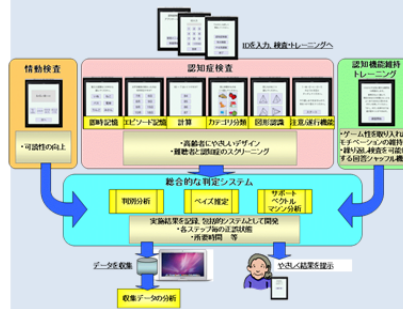 IDを入力、検査・トレーニングへ
情動検査
・可読性の向上
認知症検査
即時記憶
エピソード記憶
計算
カテゴリ分類
図形認識
注意/遂行機能
・高齢者にやさしいデザイン
・難聴者と認知症のスクリーニング
認知機能維持
トレーニング
・ゲーム性を取り入れ
モチベーションの維持
・繰り返し検査を可能
する回答シャッフル機
総合的な判定システム
判別分析
ベイズ推定
サポート
ベクトル
マシン分析
実施結果を記録、包括的システムとして開発
・各ステップ毎の正誤状態
・所要時間 等
データを収集
収集データの分析
やさしく結果を提示